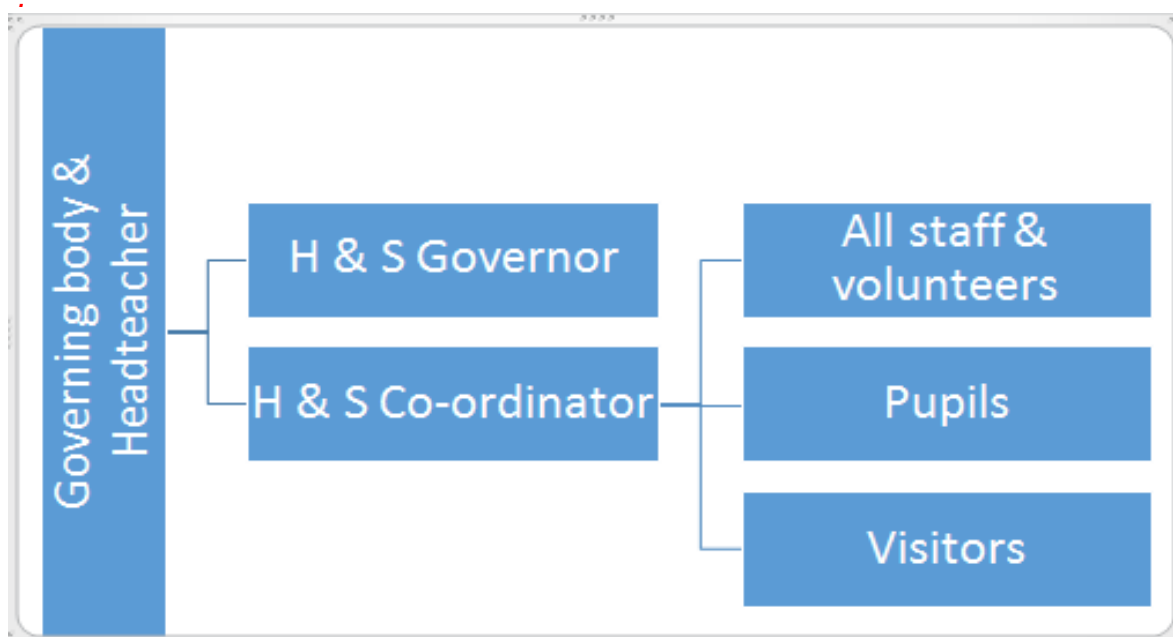 Governing body &
Headteacher
H & S Governor
H & S Co-ordinator
All staff &
volunteers
Pupils
Visitors